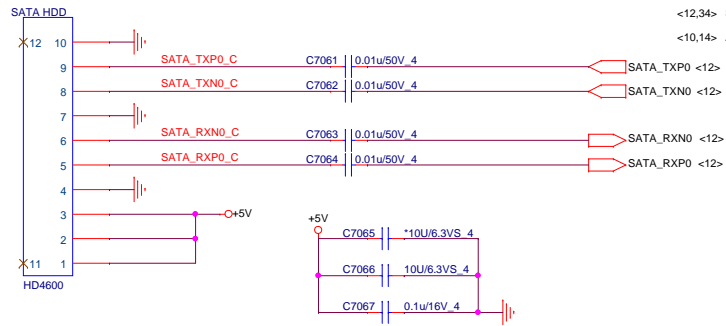 SATA HDD
<12,34>
<10,14>
12 10
9 SATA_TXP0_C C7061 0.01u/50V_4 SATA_TXP0 <12>
8 SATA_TXN0_C C7062 0.01u/50V_4 SATA_TXN0 <12>
7
6 SATA_RXN0_C C7063 0.01u/50V_4 SATA_RXN0 <12>
5 SATA_RXP0_C C7064 0.01u/50V_4 SATA_RXP0 <12>
4
3 +5V
2
11 1
HD4600
+5V
C7065 *10U/6.3VS_4
C7066 10U/6.3VS_4
C7067 0.1u/16V_4